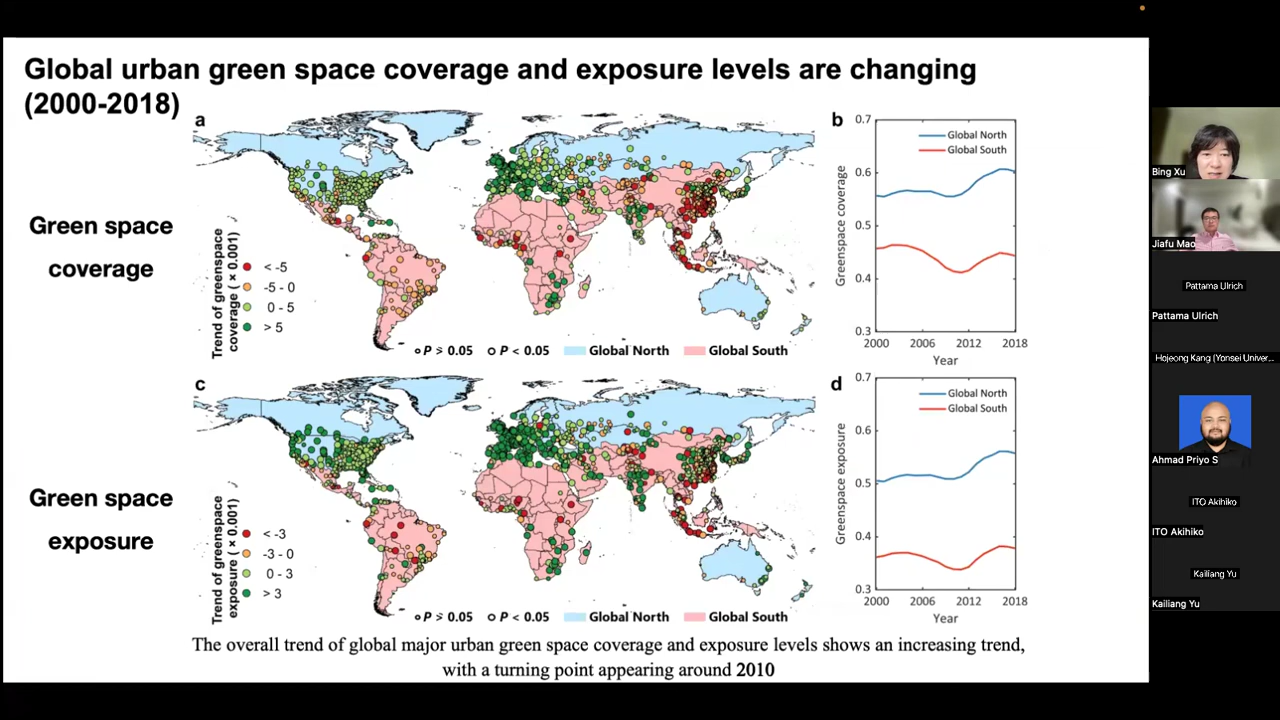 Global urban green space coverage and exposure levels are changing
(2000-2018)
a
Green space
coverage
Trend of greenspace
coverage (× 0.001)
< -5
-5 - 0
0 - 5
> 5
P ≥ 0.05
P < 0.05
Global North
Global South
b
Greenspace coverage
0.7
0.6
0.5
0.4
0.3
Global North
Global South
2000
2006
2012
2018
Year
c
Green space
exposure
Trend of greenspace
exposure (× 0.001)
< -3
-3 - 0
0 - 3
> 3
P ≥ 0.05
P < 0.05
Global North
Global South
d
Greenspace exposure
0.7
0.6
0.5
0.4
0.3
Global North
Global South
2000
2006
2012
2018
Year
The overall trend of global major urban green space coverage and exposure levels shows an increasing trend,
with a turning point appearing around 2010
Bing Xu
Jiafu Mao
Pattama Ulrich
Pattama Ulrich
Hojeong Kang (Yonsei Univer...
Ahmad Priyo S
ITO Akihiko
ITO Akihiko
Kailiang Yu
Kailiang Yu